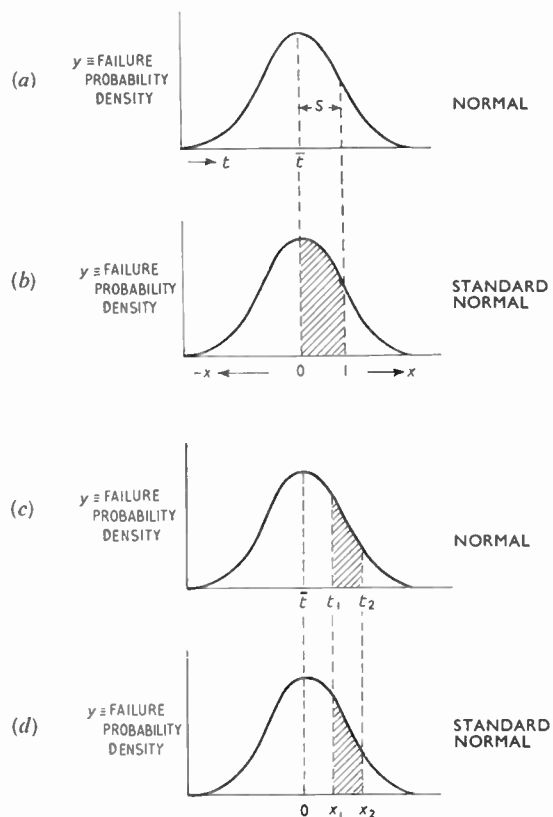 (a)
y ≡ FAILURE
PROBABILITY
DENSITY
S
NORMAL
→ t
t̄
(b)
y ≡ FAILURE
PROBABILITY
DENSITY
STANDARD
NORMAL
-x ← 0 1 → x
(c)
y ≡ FAILURE
PROBABILITY
DENSITY
NORMAL
t̄ t₁ t₂
(d)
y ≡ FAILURE
PROBABILITY
DENSITY
STANDARD
NORMAL
0 x₁ x₂